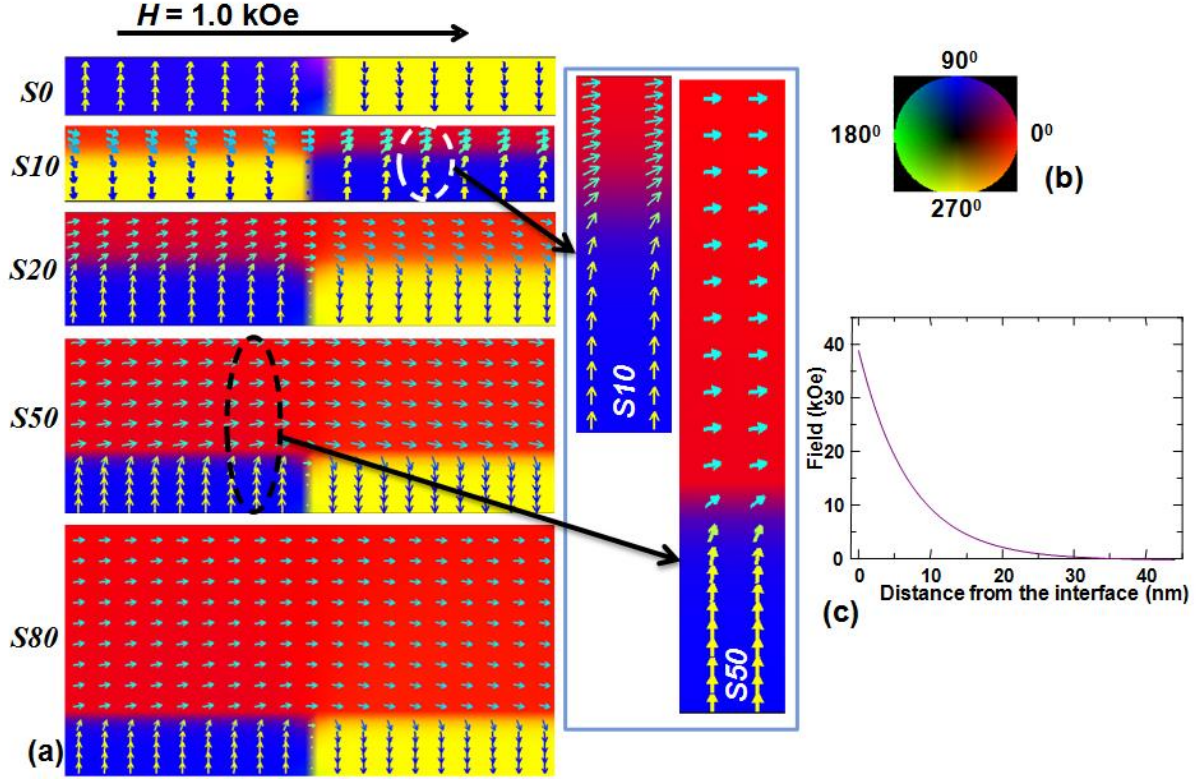 H = 1.0 kOe
S0
S10
S20
S50
S80
(a)
S10
S50
90⁰
180⁰
0⁰
270⁰
(b)
40
30
20
10
0
Field (kOe)
0
10
20
30
40
Distance from the interface (nm)
(c)